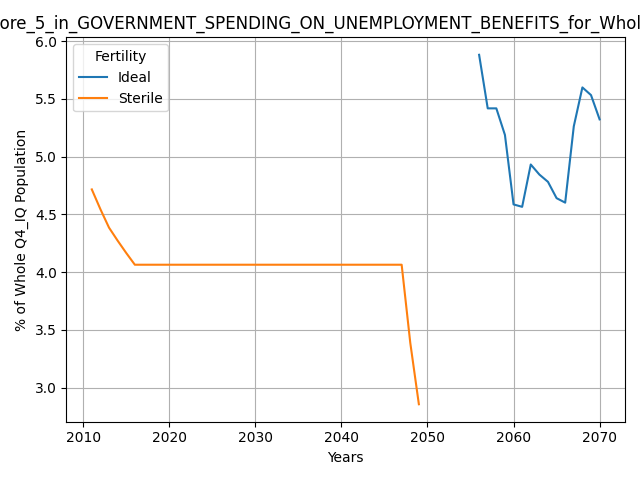 ore_5_in_GOVERNMENT_SPENDING_ON_UNEMPLOYMENT_BENEFITS_for_Whol
Fertility
Ideal
Sterile
% of Whole Q4_IQ Population
6.0
5.5
5.0
4.5
4.0
3.5
3.0
2010 2020 2030 2040 2050 2060 2070
Years